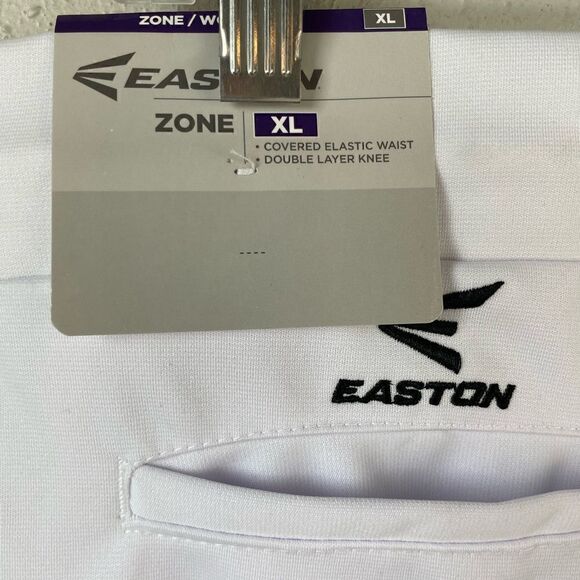 ZONE / WO
XL
EASTON
ZONE
XL
• COVERED ELASTIC WAIST
• DOUBLE LAYER KNEE
----
EASTON